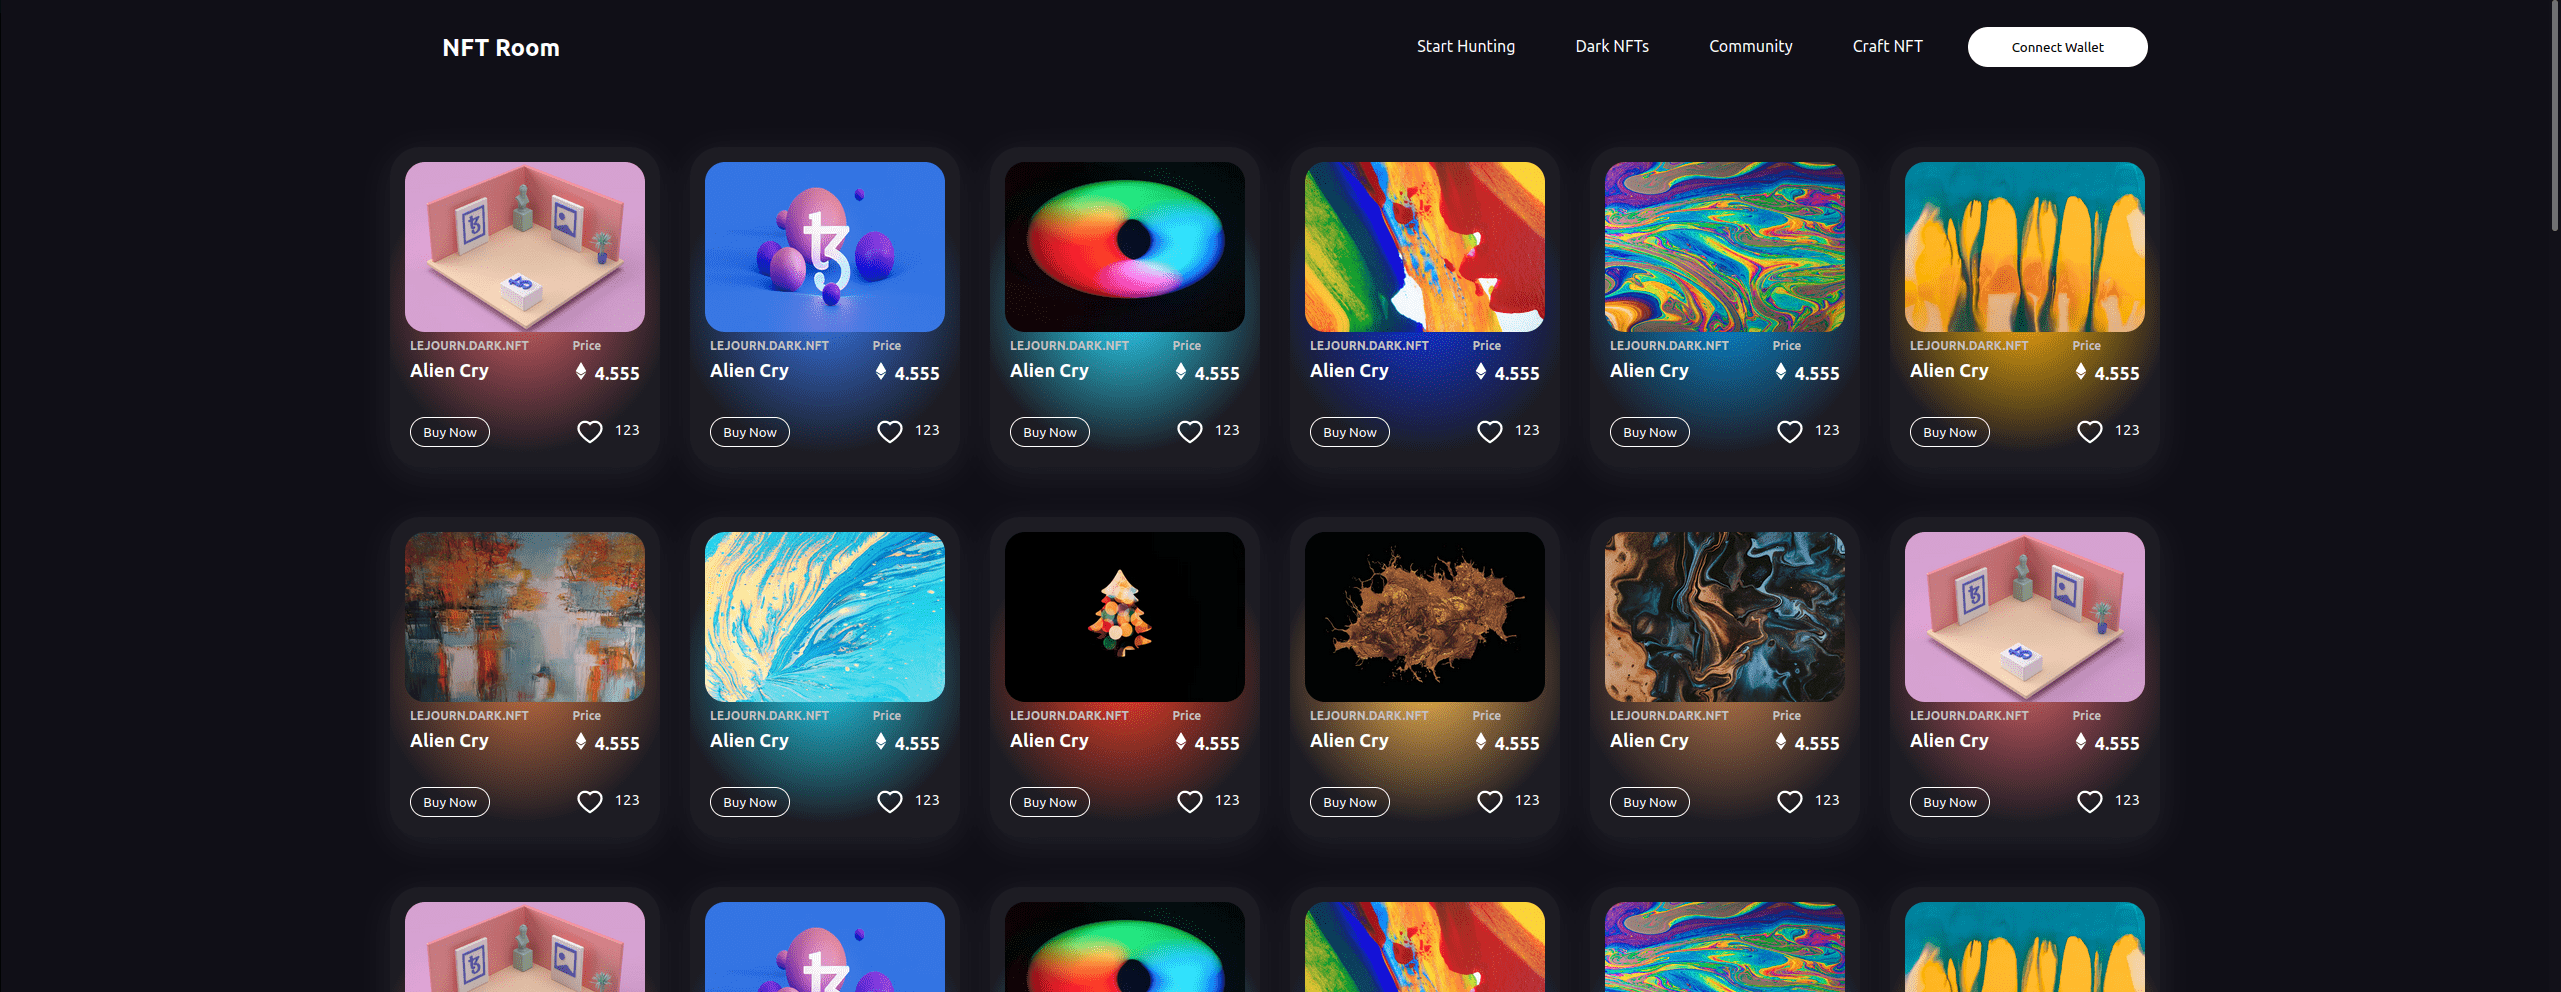 NFT Room
Start Hunting Dark NFTs Community Craft NFT Connect Wallet
LEJOURN.DARK.NFT Price LEJOURN.DARK.NFT Price LEJOURN.DARK.NFT Price LEJOURN.DARK.NFT Price LEJOURN.DARK.NFT Price LEJOURN.DARK.NFT Price
Alien Cry 4.555 Alien Cry 4.555 Alien Cry 4.555 Alien Cry 4.555 Alien Cry 4.555 Alien Cry 4.555
Buy Now 123 Buy Now 123 Buy Now 123 Buy Now 123 Buy Now 123 Buy Now 123
LEJOURN.DARK.NFT Price LEJOURN.DARK.NFT Price LEJOURN.DARK.NFT Price LEJOURN.DARK.NFT Price LEJOURN.DARK.NFT Price LEJOURN.DARK.NFT Price
Alien Cry 4.555 Alien Cry 4.555 Alien Cry 4.555 Alien Cry 4.555 Alien Cry 4.555 Alien Cry 4.555
Buy Now 123 Buy Now 123 Buy Now 123 Buy Now 123 Buy Now 123 Buy Now 123